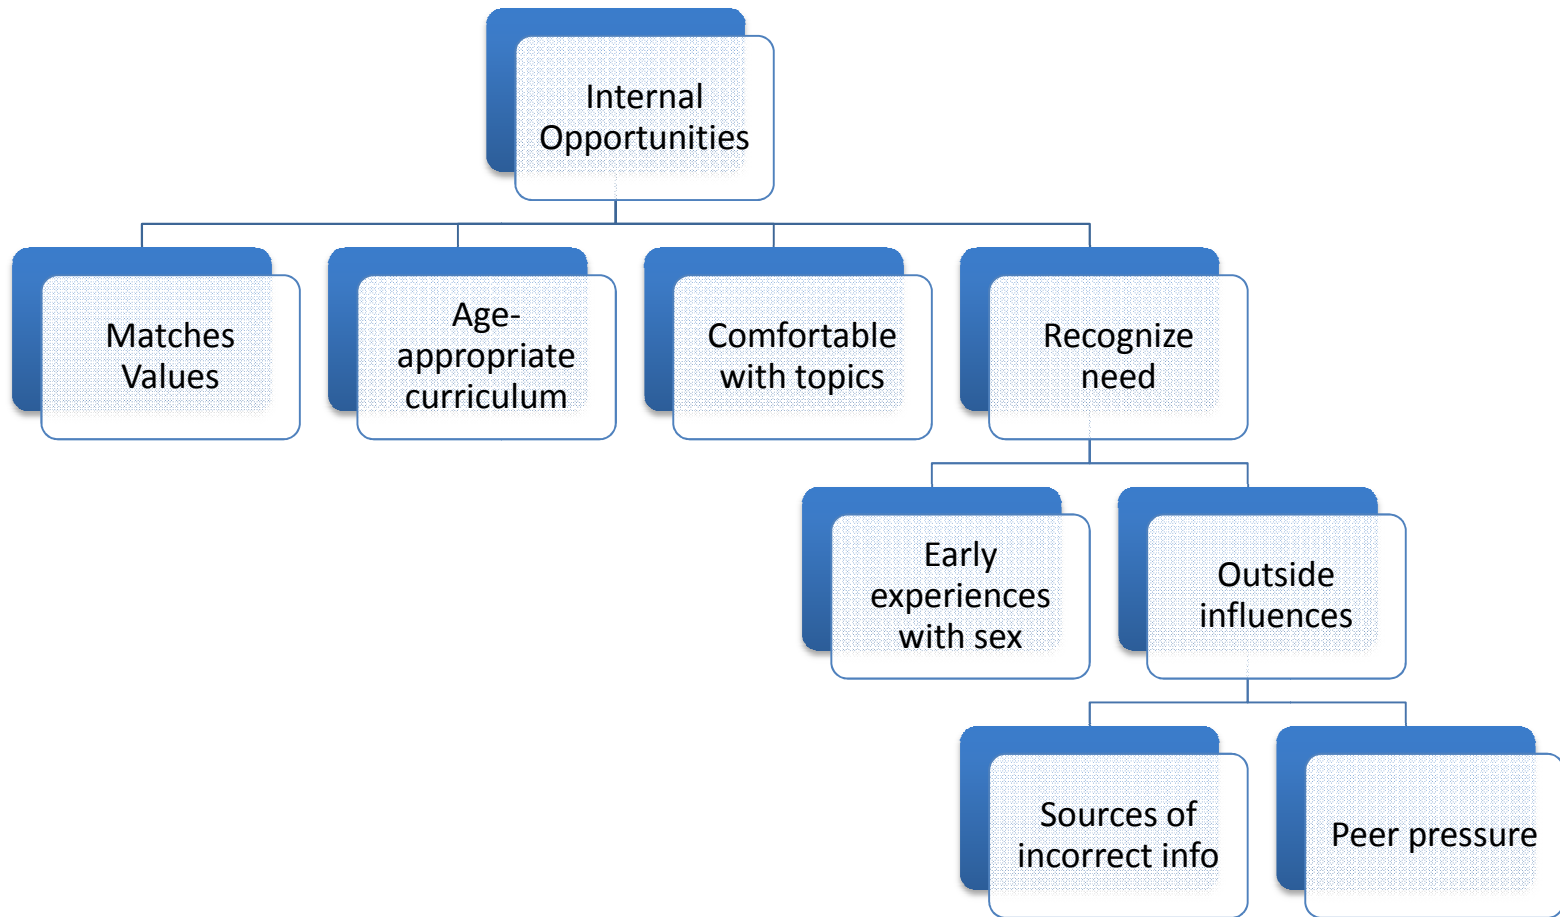 Internal
Opportunities
Matches
Values
Age-
appropriate
curriculum
Comfortable
with topics
Recognize
need
Early
experiences
with sex
Outside
influences
Sources of
incorrect info
Peer pressure